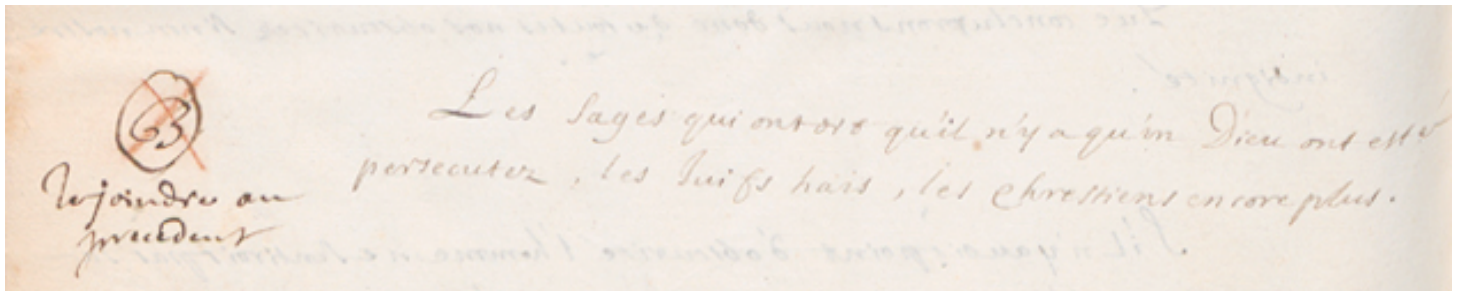 63
Rejoindre au
precedent
Les sages qui ont dit qu'il n'y a qu'un Dieu ont esté
persecutez, les Juifs hais, les Chrestiens encore plus.